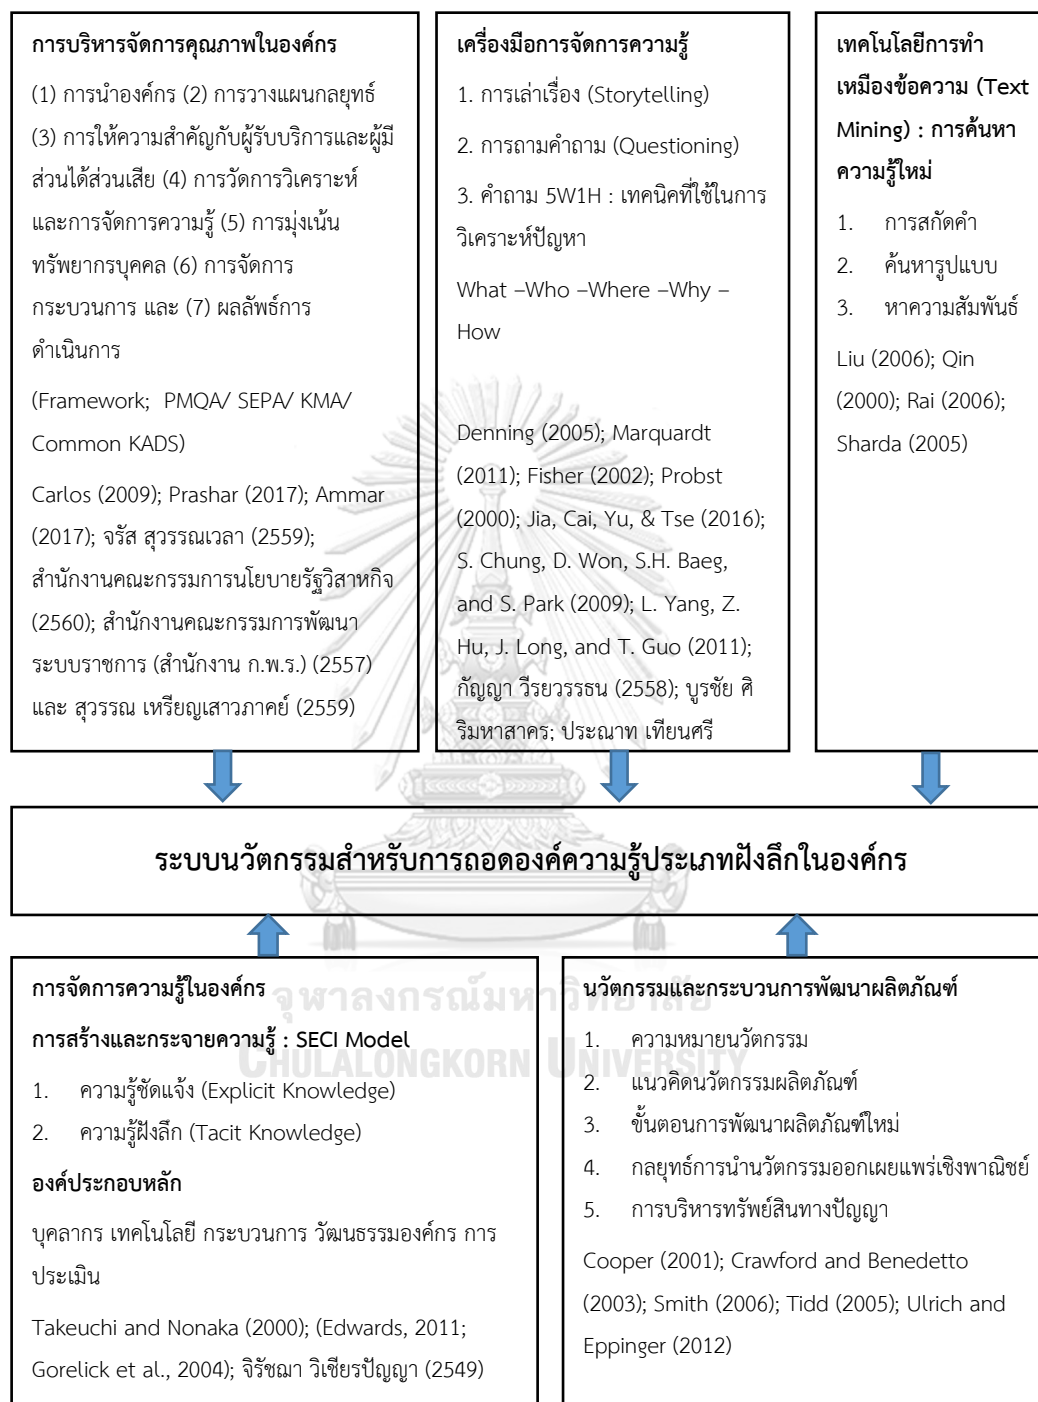 การบริหารจัดการคุณภาพในองค์กร
(1) การนำองค์กร (2) การวางแผนกลยุทธ์
(3) การให้ความสำคัญกับผู้รับบริการและผู้มี
ส่วนได้ส่วนเสีย (4) การวัดการวิเคราะห์
และการจัดการความรู้ (5) การมุ่งเน้น
ทรัพยากรบุคคล (6) การจัดการ
กระบวนการ และ (7) ผลลัพธ์การ
ดำเนินการ
(Framework; PMQA/ SEPA/ KMA/
Common KADS)
Carlos (2009); Prashar (2017); Ammar
(2017); จรัส สุวรรณเวลา (2559);
สำนักงานคณะกรรมการนโยบายรัฐวิสาหกิจ
(2560); สำนักงานคณะกรรมการพัฒนา
ระบบราชการ (สำนักงาน ก.พ.ร.) (2557)
และ สุวรรณ เหรียญเสาวภาคย์ (2559)
เครื่องมือการจัดการความรู้
1. การเล่าเรื่อง (Storytelling)
2. การถามคำถาม (Questioning)
3. คำถาม 5W1H : เทคนิคที่ใช้ในการ
วิเคราะห์ปัญหา
What –Who –Where –Why –
How
Denning (2005); Marquardt
(2011); Fisher (2002); Probst
(2000); Jia, Cai, Yu, & Tse (2016);
S. Chung, D. Won, S.H. Baeg,
and S. Park (2009); L. Yang, Z.
Hu, J. Long, and T. Guo (2011);
กัญญา วีรยวรรธน (2558); บูรชัย ศิ
ริมหาสาคร; ประณาท เทียนศรี
เทคโนโลยีการทำ
เหมืองข้อความ (Text
Mining) : การค้นหา
ความรู้ใหม่
1. การสกัดคำ
2. ค้นหารูปแบบ
3. หาความสัมพันธ์
Liu (2006); Qin
(2000); Rai (2006);
Sharda (2005)
ระบบนวัตกรรมสำหรับการถอดองค์ความรู้ประเภทฝังลึกในองค์กร
การจัดการความรู้ในองค์กร
การสร้างและกระจายความรู้ : SECI Model
1. ความรู้ชัดแจ้ง (Explicit Knowledge)
2. ความรู้ฝังลึก (Tacit Knowledge)
องค์ประกอบหลัก
บุคลากร เทคโนโลยี กระบวนการ วัฒนธรรมองค์กร การ
ประเมิน
Takeuchi and Nonaka (2000); (Edwards, 2011;
Gorelick et al., 2004); จิรัชฌา วิเชียรปัญญา (2549)
นวัตกรรมและกระบวนการพัฒนาผลิตภัณฑ์
1. ความหมายนวัตกรรม
2. แนวคิดนวัตกรรมผลิตภัณฑ์
3. ขั้นตอนการพัฒนาผลิตภัณฑ์ใหม่
4. กลยุทธ์การนำนวัตกรรมออกเผยแพร่เชิงพาณิชย์
5. การบริหารทรัพย์สินทางปัญญา
Cooper (2001); Crawford and Benedetto
(2003); Smith (2006); Tidd (2005); Ulrich and
Eppinger (2012)
จุฬาลงกรณ์มหาวิทยาลัย
CHULALONGKORN UNIVERSITY